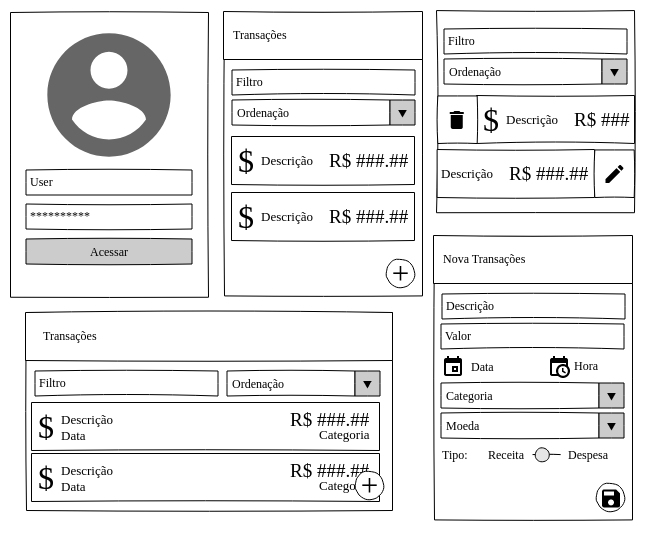 User
**********
Acessar
Transações
Filtro
Ordenação
$ Descrição R$ ###.##
$ Descrição R$ ###.##
+
Filtro
Ordenação
$ Descrição R$ ###
Descrição R$ ###.##
Transações
Filtro Ordenação
$ Descrição R$ ###.##
Data Categoria
$ Descrição R$ ###.##
Data Catego
+
Nova Transações
Descrição
Valor
Data Hora
Categoria
Moeda
Tipo: Receita Despesa